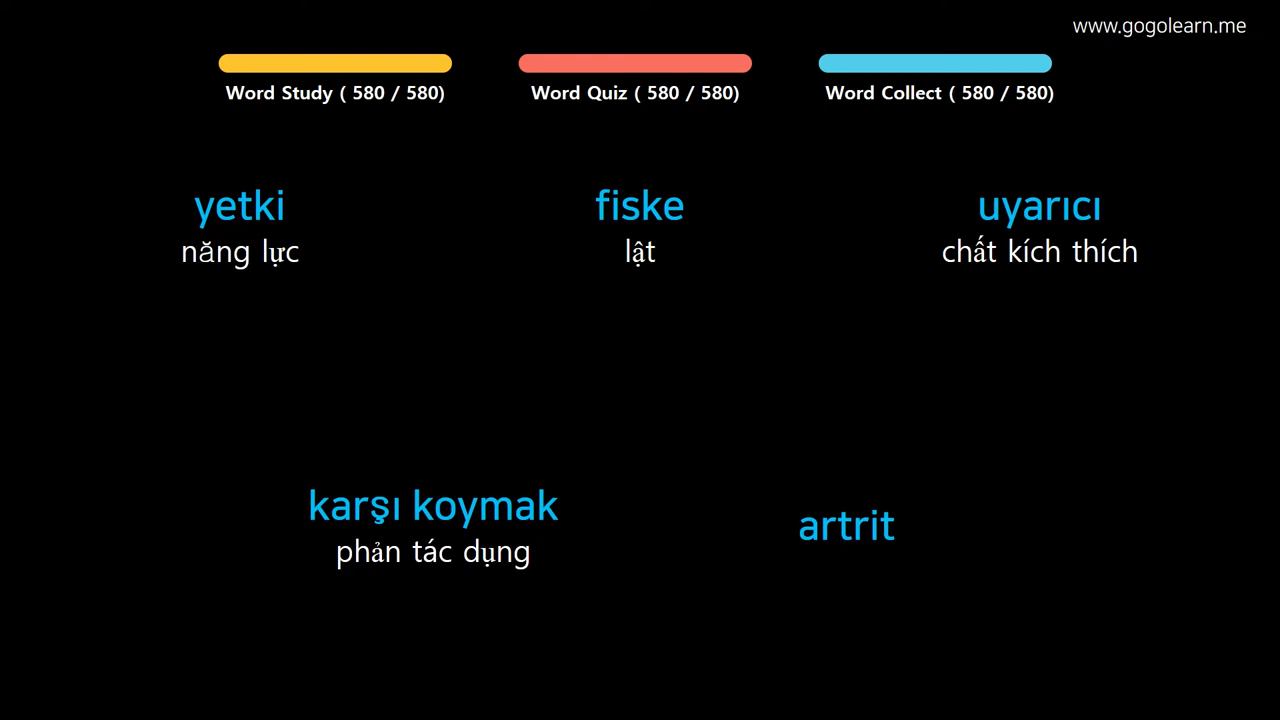 www.gogolearn.me
Word Study ( 580 / 580)
Word Quiz ( 580 / 580)
Word Collect ( 580 / 580)
yetki
năng lực
fiske
lật
uyarıcı
chất kích thích
karşı koymak
phản tác dụng
artrit